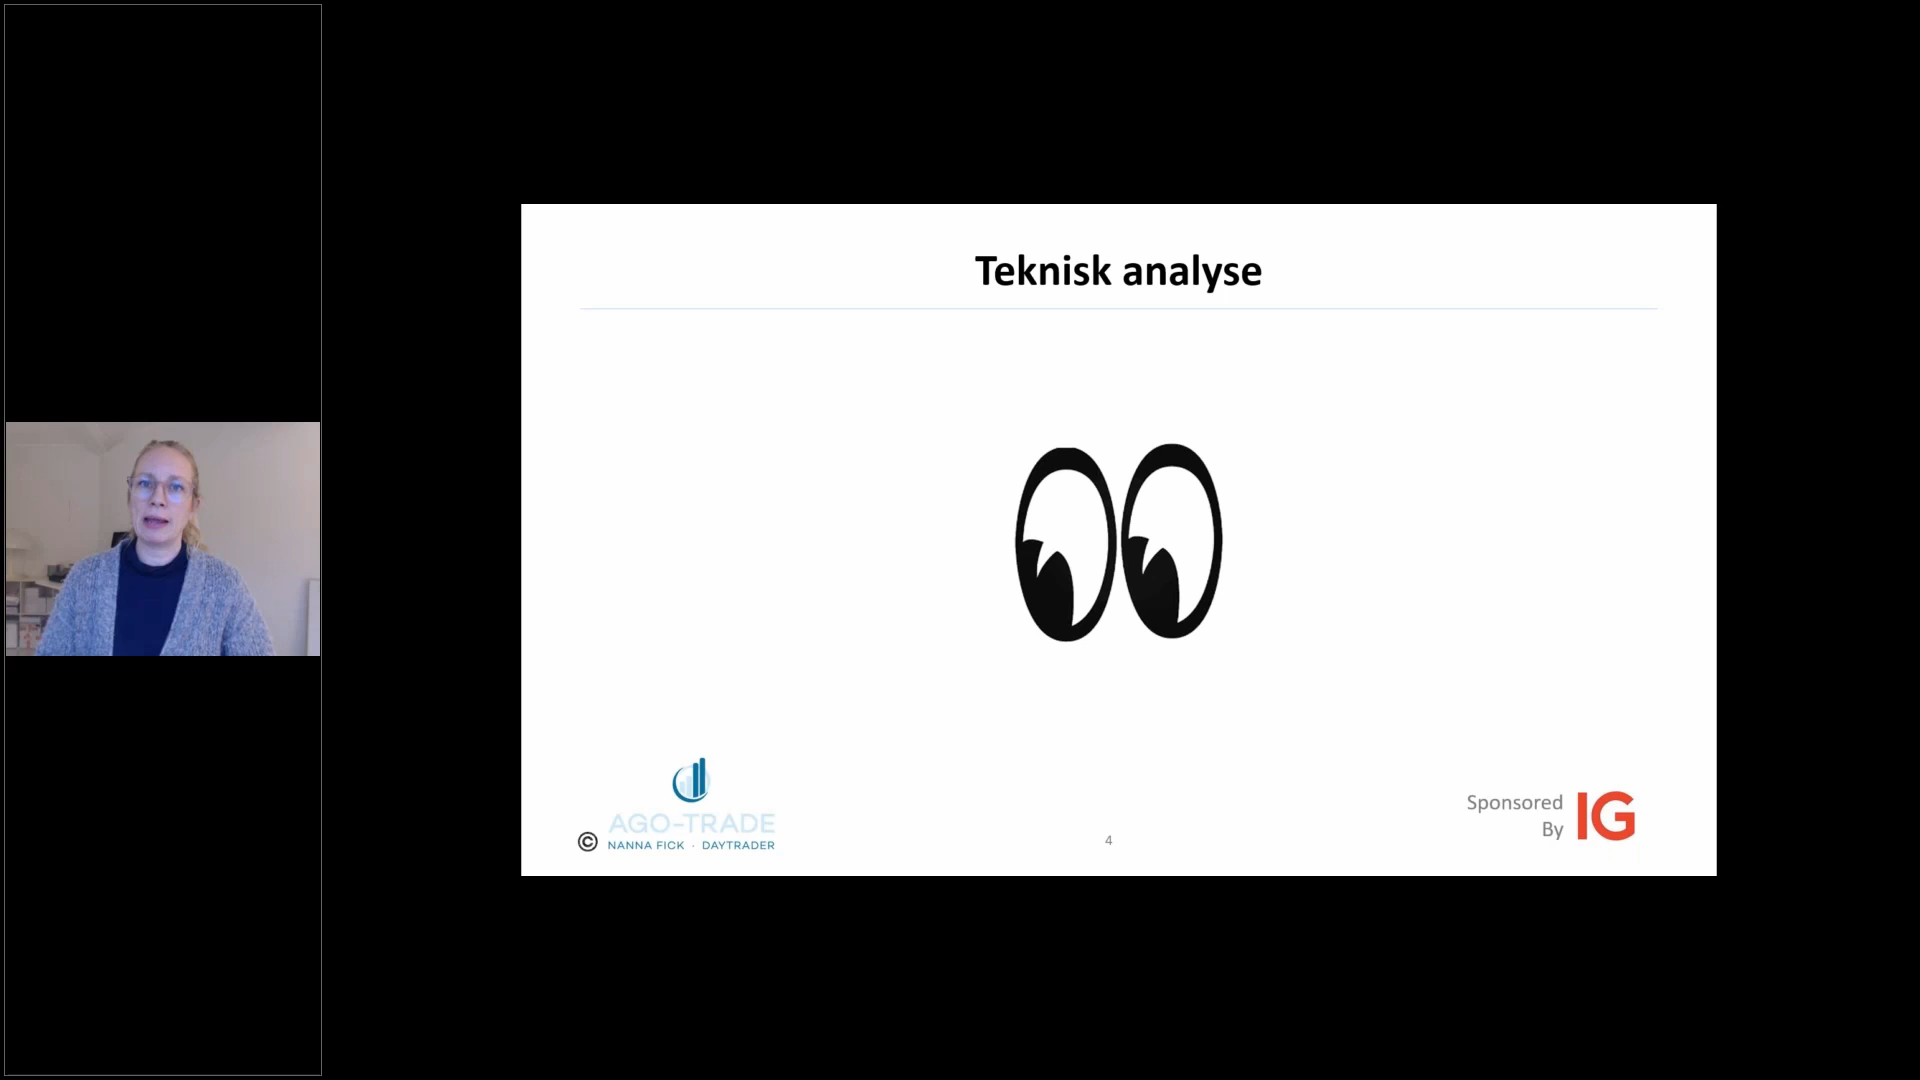 Teknisk analyse
AGO-TRADE
© NANNA FICK · DAYTRADER
4
Sponsored
By
IG